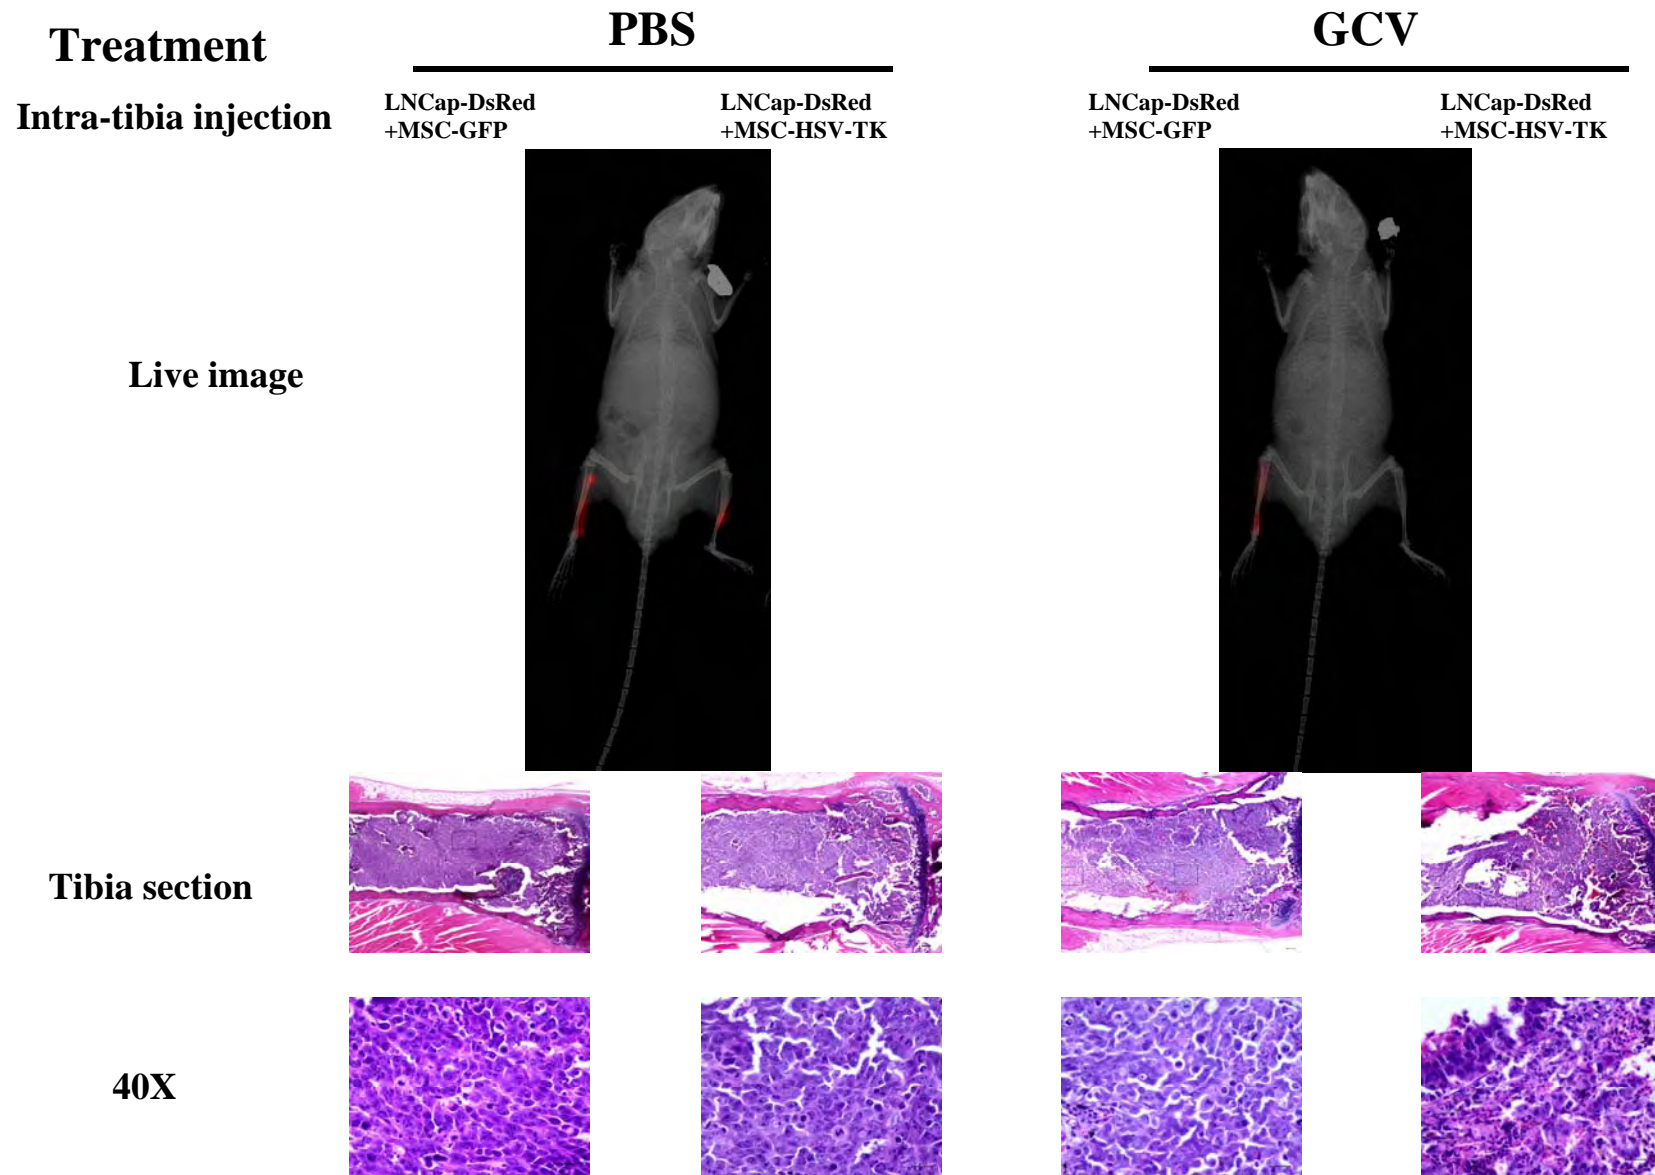 Treatment
PBS
GCV
Intra-tibia injection
LNCap-DsRed
+MSC-GFP
LNCap-DsRed
+MSC-HSV-TK
LNCap-DsRed
+MSC-GFP
LNCap-DsRed
+MSC-HSV-TK
Live image
Tibia section
40X